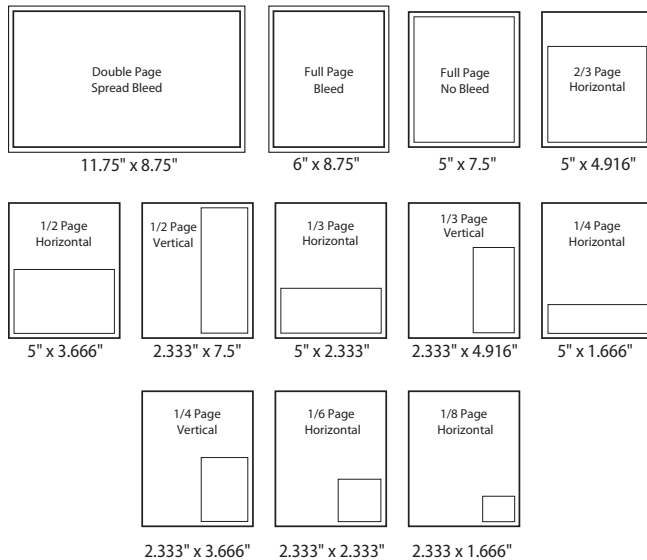 Double Page
Spread Bleed
11.75" x 8.75"
Full Page
Bleed
6" x 8.75"
Full Page
No Bleed
5" x 7.5"
2/3 Page
Horizontal
5" x 4.916"
1/2 Page
Horizontal
5" x 3.666"
1/2 Page
Vertical
2.333" x 7.5"
1/3 Page
Horizontal
5" x 2.333"
1/3 Page
Vertical
2.333" x 4.916"
1/4 Page
Horizontal
5" x 1.666"
1/4 Page
Vertical
2.333" x 3.666"
1/6 Page
Horizontal
2.333" x 2.333"
1/8 Page
Horizontal
2.333 x 1.666"